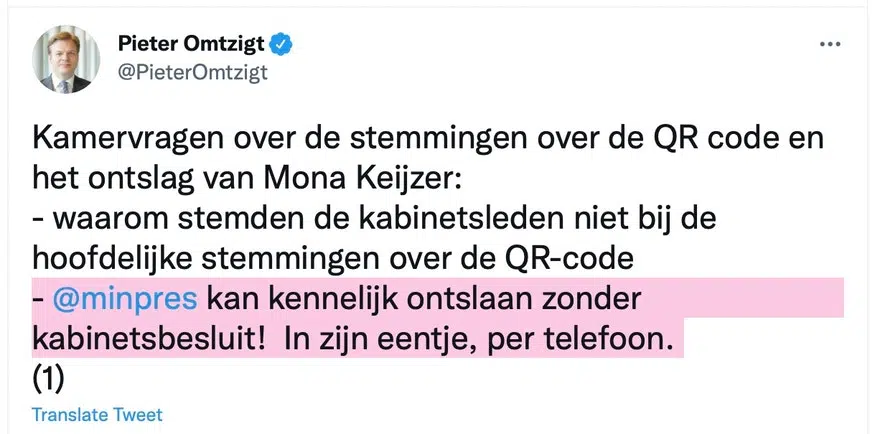 Pieter Omtzigt
@PieterOmtzigt
Kamervragen over de stemmingen over de QR code en
het ontslag van Mona Keijzer:
- waarom stemden de kabinetsleden niet bij de
hoofdelijke stemmingen over de QR-code
- @minpres kan kennelijk ontslaan zonder
kabinetsbesluit!  In zijn eentje, per telefoon.
(1)
Translate Tweet